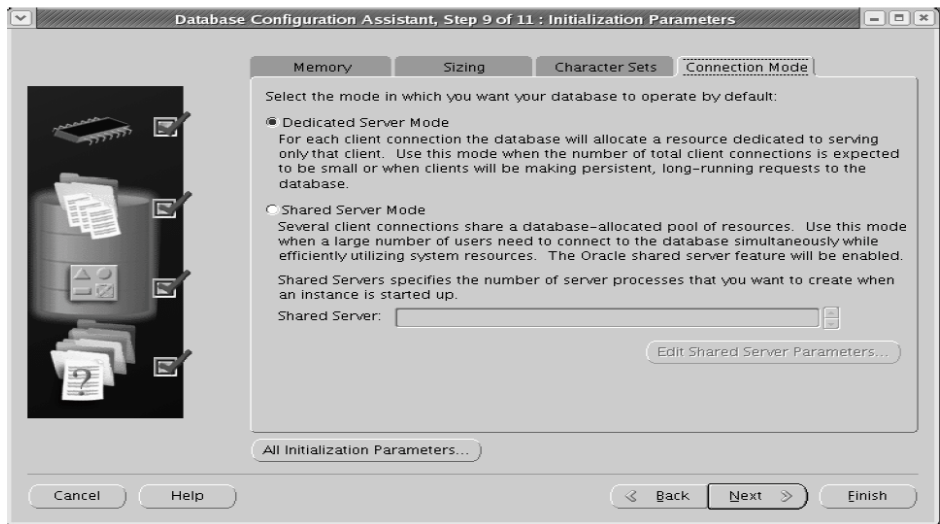 Database Configuration Assistant, Step 9 of 11 : Initialization Parameters
Memory
Sizing
Character Sets
Connection Mode
Select the mode in which you want your database to operate by default:
Dedicated Server Mode
For each client connection the database will allocate a resource dedicated to serving
only that client. Use this mode when the number of total client connections is expected
to be small or when clients will be making persistent, long-running requests to the
database.
Shared Server Mode
Several client connections share a database-allocated pool of resources. Use this mode
when a large number of users need to connect to the database simultaneously while
efficiently utilizing system resources. The Oracle shared server feature will be enabled.
Shared Servers specifies the number of server processes that you want to create when
an instance is started up.
Shared Server:
Edit Shared Server Parameters...
?
All Initialization Parameters...
Cancel
Help
Back
Next
Finish